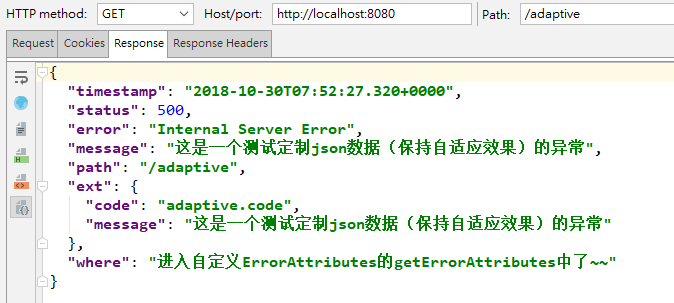 HTTP method: GET Host/port: http://localhost:8080 Path: /adaptive
Request Cookies Response Response Headers
{
"timestamp": "2018-10-30T07:52:27.320+0000",
"status": 500,
"error": "Internal Server Error",
"message": "这是一个测试定制json数据（保持自适应效果）的异常",
"path": "/adaptive",
"ext": {
"code": "adaptive.code",
"message": "这是一个测试定制json数据（保持自适应效果）的异常"
},
"where": "进入自定义ErrorAttributes的getErrorAttributes中了~~"
}